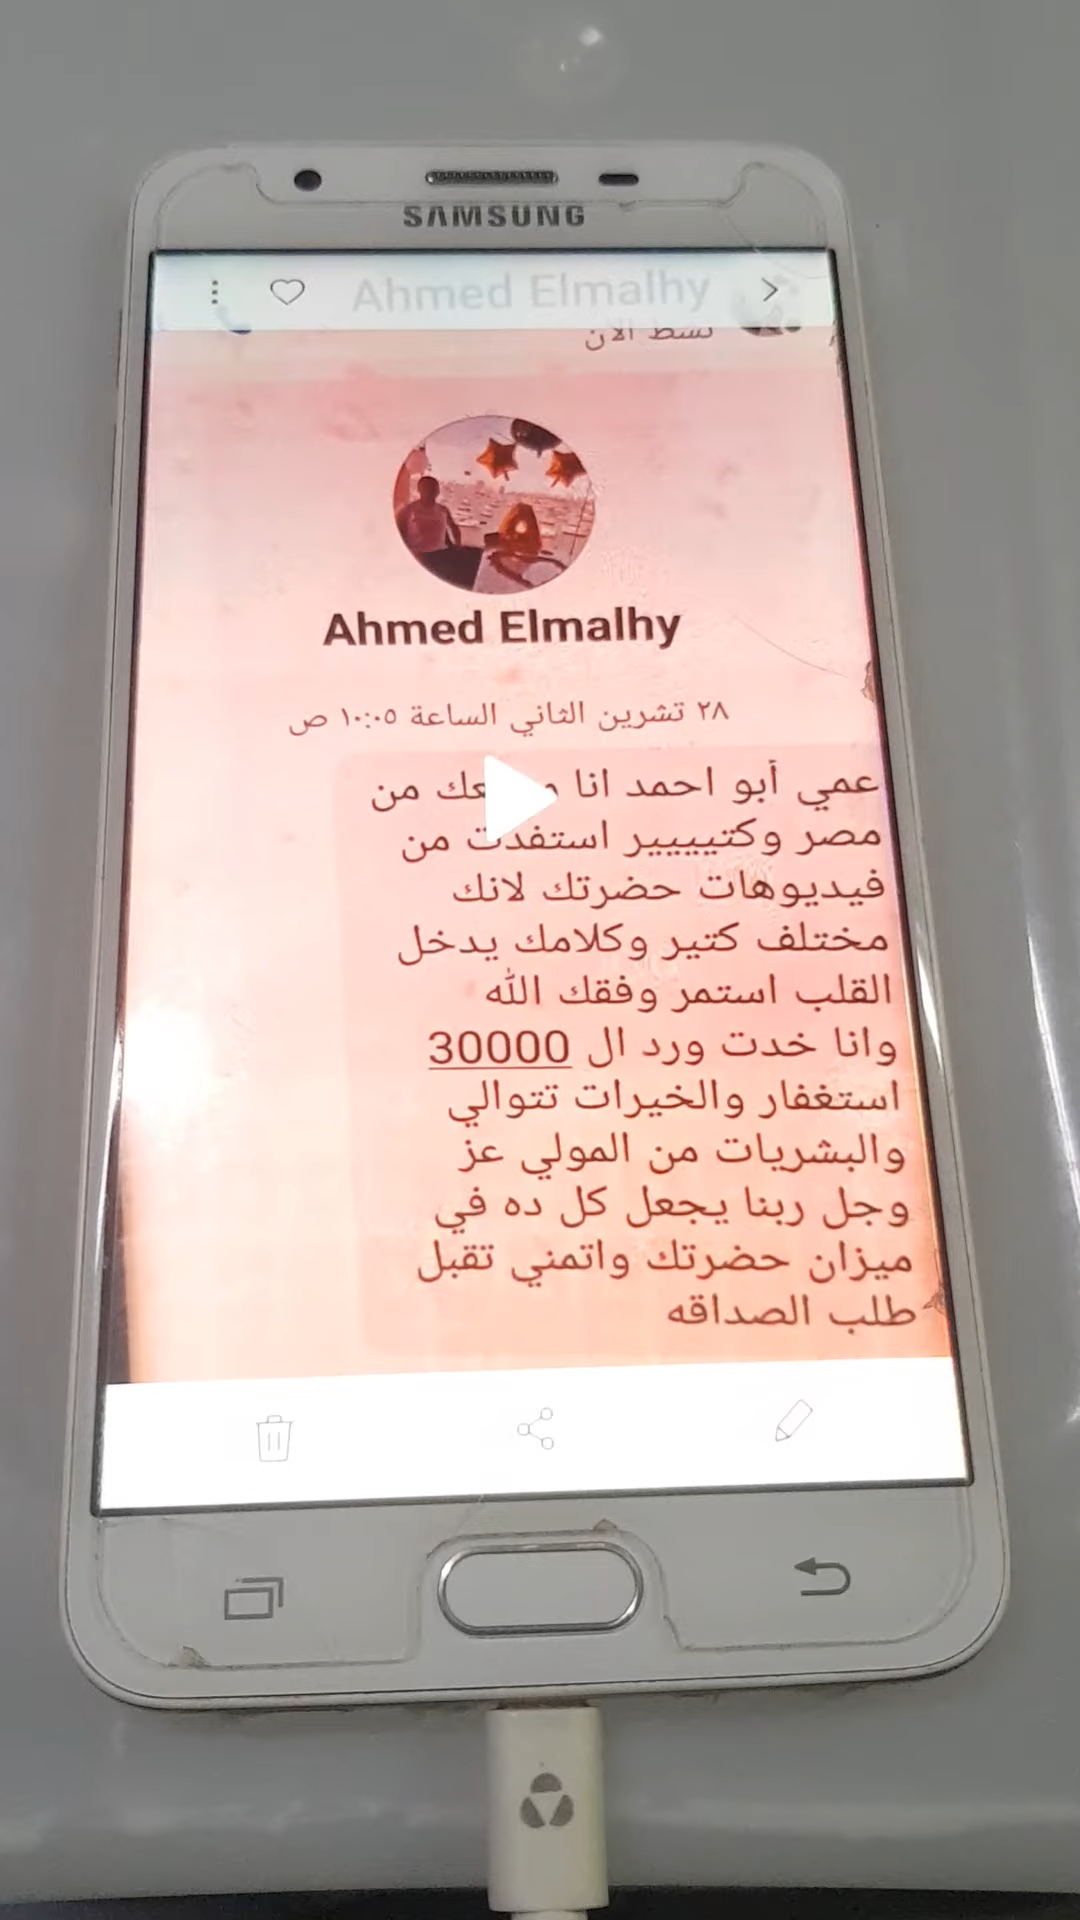 SAMSUNG
Ahmed Elmalhy
نشط الآن
Ahmed Elmalhy
٢٨ تشرين الثاني الساعة ١٠:٠٥ ص
عمي أبو احمد انا من
مصر وكتيييير استفدت من
فيديوهات حضرتك لانك
مختلف كتير وكلامك يدخل
القلب استمر وفقك الله
وانا خدت ورد ال 30000
استغفار والخيرات تتوالي
والبشريات من المولي عز
وجل ربنا يجعل كل ده في
ميزان حضرتك واتمني تقبل
طلب الصداقه